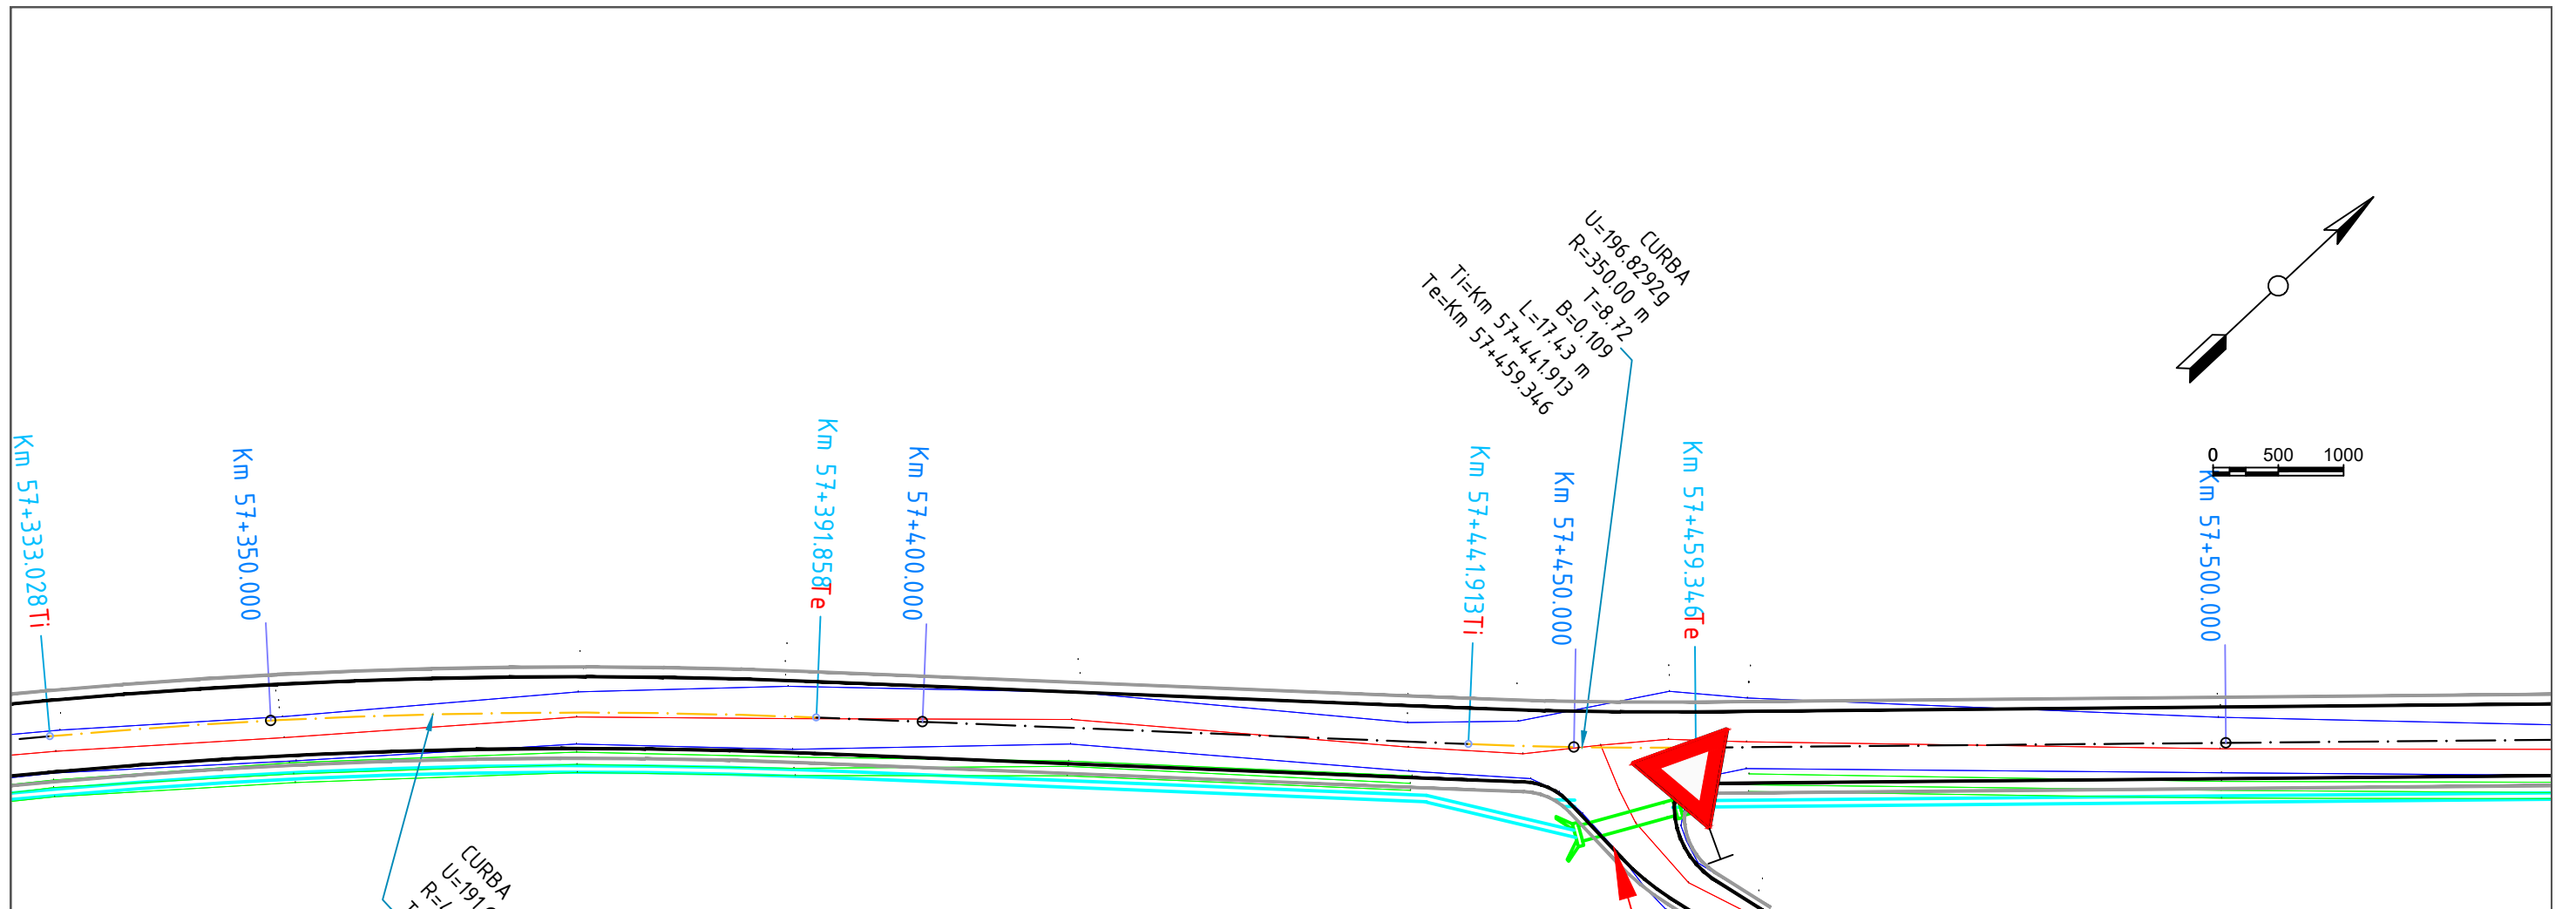 CURBA
U=196.8292g
R=350.00 m
T=8.72
B=0.109
L=17.43 m
Ti=Km 57+441.913
Te=Km 57+459.346
0 500 1000
Km 57+333.028Ti
Km 57+350.000
Km 57+391.858Te
Km 57+400.000
Km 57+441.913Ti
Km 57+450.000
Km 57+459.346Te
Km 57+500.000
CURBA